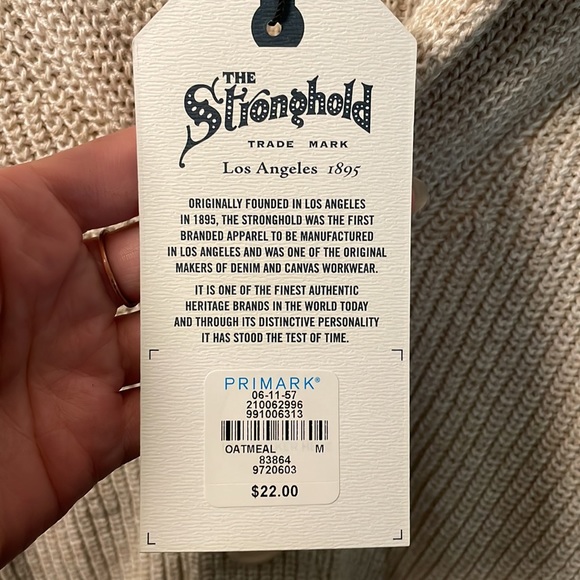 THE
Stronghold
TRADE MARK
Los Angeles 1895
ORIGINALLY FOUNDED IN LOS ANGELES
IN 1895, THE STRONGHOLD WAS THE FIRST
BRANDED APPAREL TO BE MANUFACTURED
IN LOS ANGELES AND WAS ONE OF THE ORIGINAL
MAKERS OF DENIM AND CANVAS WORKWEAR.
IT IS ONE OF THE FINEST AUTHENTIC
HERITAGE BRANDS IN THE WORLD TODAY
AND THROUGH ITS DISTINCTIVE PERSONALITY
IT HAS STOOD THE TEST OF TIME.
PRIMARK®
06-11-57
210062996
991006313
OATMEAL M
83864
9720603
$22.00